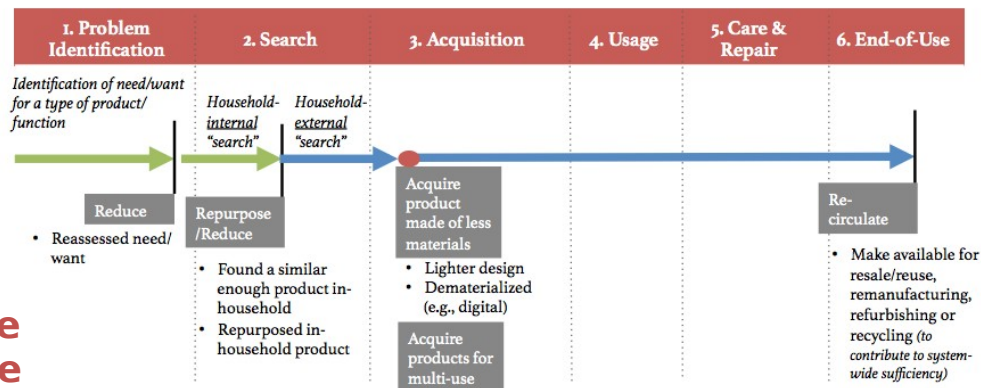 1. Problem
Identification
2. Search
3. Acquisition
4. Usage
5. Care &
Repair
6. End-of-Use
Identification of need/want
for a type of product/
function
Household-
internal
“search”
Household-
external
“search”
Reduce
• Reassessed need/
want
Repurpose
/Reduce
• Found a similar
enough product in-
household
• Repurposed in-
household product
Acquire
product
made of less
materials
• Lighter design
• Dematerialized
(e.g., digital)
Acquire
products for
multi-use
Re-
circulate
• Make available for
resale/reuse,
remanufacturing,
refurbishing or
recycling (to
contribute to system-
wide sufficiency)
e
e